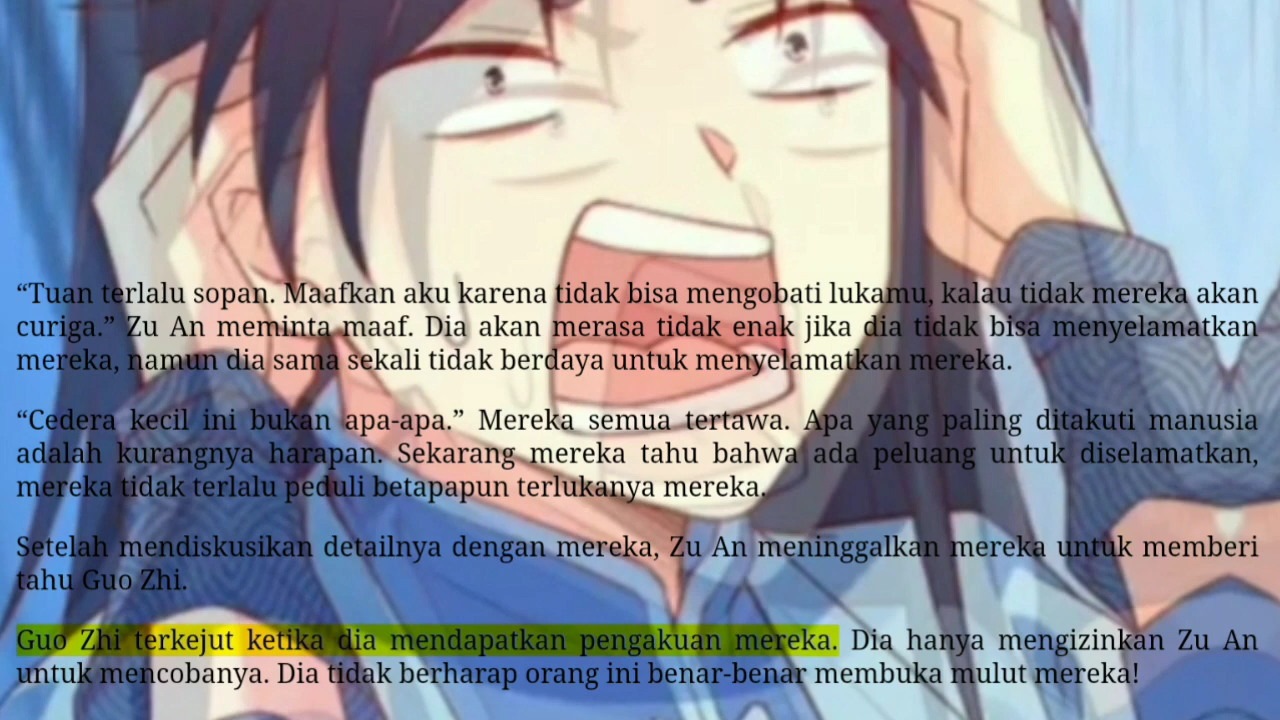 “Tuan terlalu sopan. Maafkan aku karena tidak bisa mengobati lukamu, kalau tidak mereka akan
curiga.” Zu An meminta maaf. Dia akan merasa tidak enak jika dia tidak bisa menyelamatkan
mereka, namun dia sama sekali tidak berdaya untuk menyelamatkan mereka.
“Cedera kecil ini bukan apa-apa.” Mereka semua tertawa. Apa yang paling ditakuti manusia
adalah kurangnya harapan. Sekarang mereka tahu bahwa ada peluang untuk diselamatkan,
mereka tidak terlalu peduli betapapun terlukanya mereka.
Setelah mendiskusikan detailnya dengan mereka, Zu An meninggalkan mereka untuk memberi
tahu Guo Zhi.
Guo Zhi terkejut ketika dia mendapatkan pengakuan mereka. Dia hanya mengizinkan Zu An
untuk mencobanya. Dia tidak berharap orang ini benar-benar membuka mulut mereka!